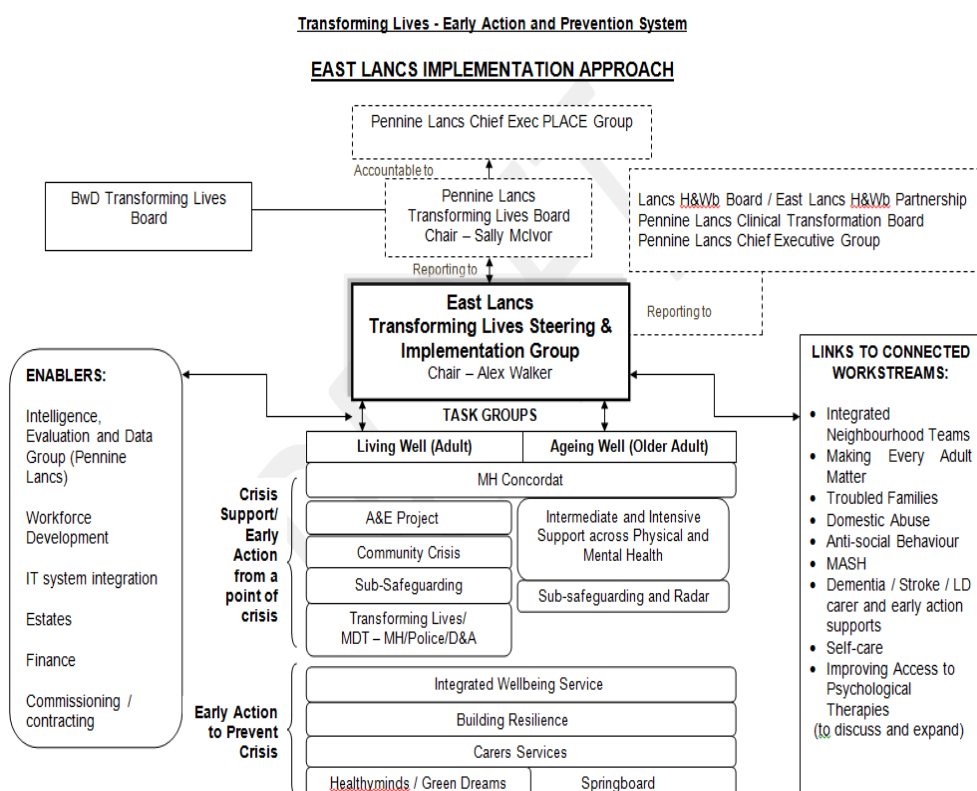 Transforming Lives - Early Action and Prevention System
EAST LANCS IMPLEMENTATION APPROACH
Pennine Lancs Chief Exec PLACE Group
Accountable to
BwD Transforming Lives
Board
Pennine Lancs
Transforming Lives Board
Chair – Sally McIvor
Lancs H&Wb Board / East Lancs H&Wb Partnership
Pennine Lancs Clinical Transformation Board
Pennine Lancs Chief Executive Group
Reporting to
East Lancs
Transforming Lives Steering &
Implementation Group
Chair – Alex Walker
Reporting to
ENABLERS:
Intelligence,
Evaluation and Data
Group (Pennine
Lancs)
Workforce
Development
IT system integration
Estates
Finance
Commissioning /
contracting
TASK GROUPS
Living Well (Adult)
Ageing Well (Older Adult)
MH Concordat
Crisis
Support/
Early
Action
from a
point of
crisis
A&E Project
Community Crisis
Sub-Safeguarding
Transforming Lives/
MDT – MH/Police/D&A
Intermediate and Intensive
Support across Physical and
Mental Health
Sub-safeguarding and Radar
Early Action
to Prevent
Crisis
Integrated Wellbeing Service
Building Resilience
Carers Services
Healthyminds / Green Dreams
Springboard
LINKS TO CONNECTED
WORKSTREAMS:
• Integrated
Neighbourhood Teams
• Making Every Adult
Matter
• Troubled Families
• Domestic Abuse
• Anti-social Behaviour
• MASH
• Dementia / Stroke / LD
carer and early action
supports
• Self-care
• Improving Access to
Psychological
Therapies
(to discuss and expand)